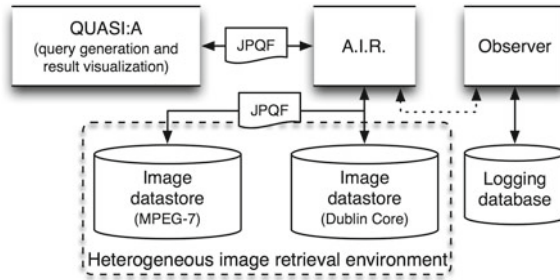 QUASI:A
(query generation and
result visualization)
JPQF
A.I.R.
Observer
JPQF
Image
datastore
(MPEG-7)
Image
datastore
(Dublin Core)
Logging
database
Heterogeneous image retrieval environment